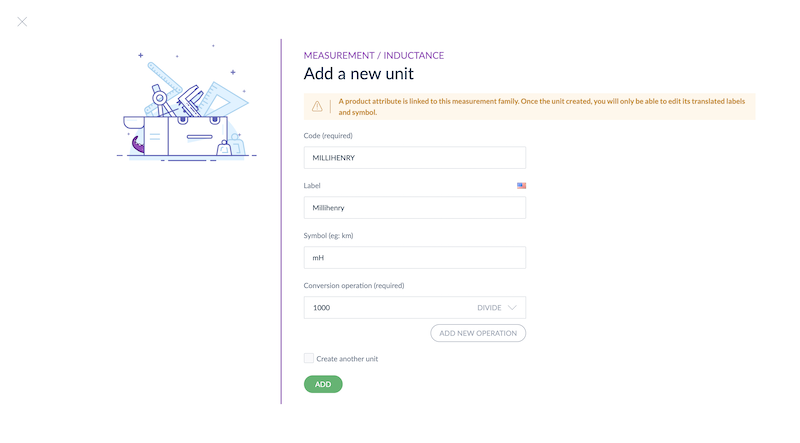 MEASUREMENT / INDUCTANCE
Add a new unit
A product attribute is linked to this measurement family. Once the unit created, you will only be able to edit its translated labels
and symbol.
Code (required)
MILLIHENRY
Label
Millihenry
Symbol (eg: km)
mH
Conversion operation (required)
1000 DIVIDE
ADD NEW OPERATION
Create another unit
ADD